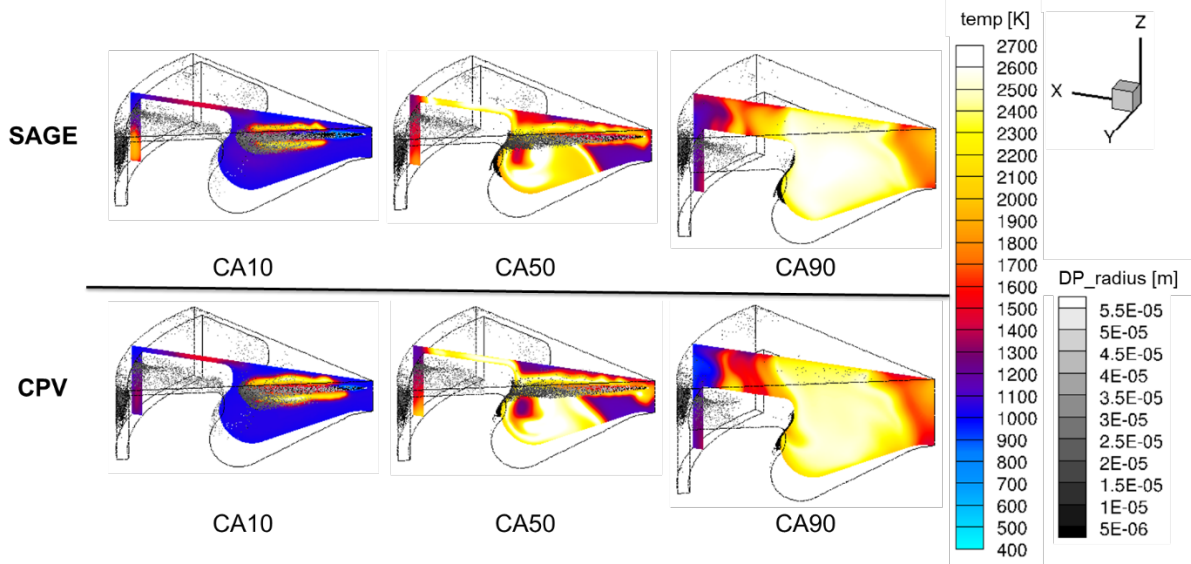 SAGE
CA10
CA50
CA90
CPV
CA10
CA50
CA90
temp [K]
2700
2600
2500
2400
2300
2200
2100
2000
1900
1800
1700
1600
1500
1400
1300
1200
1100
1000
900
800
700
600
500
400
Z
X
Y
DP_radius [m]
5.5E-05
5E-05
4.5E-05
4E-05
3.5E-05
3E-05
2.5E-05
2E-05
1.5E-05
1E-05
5E-06